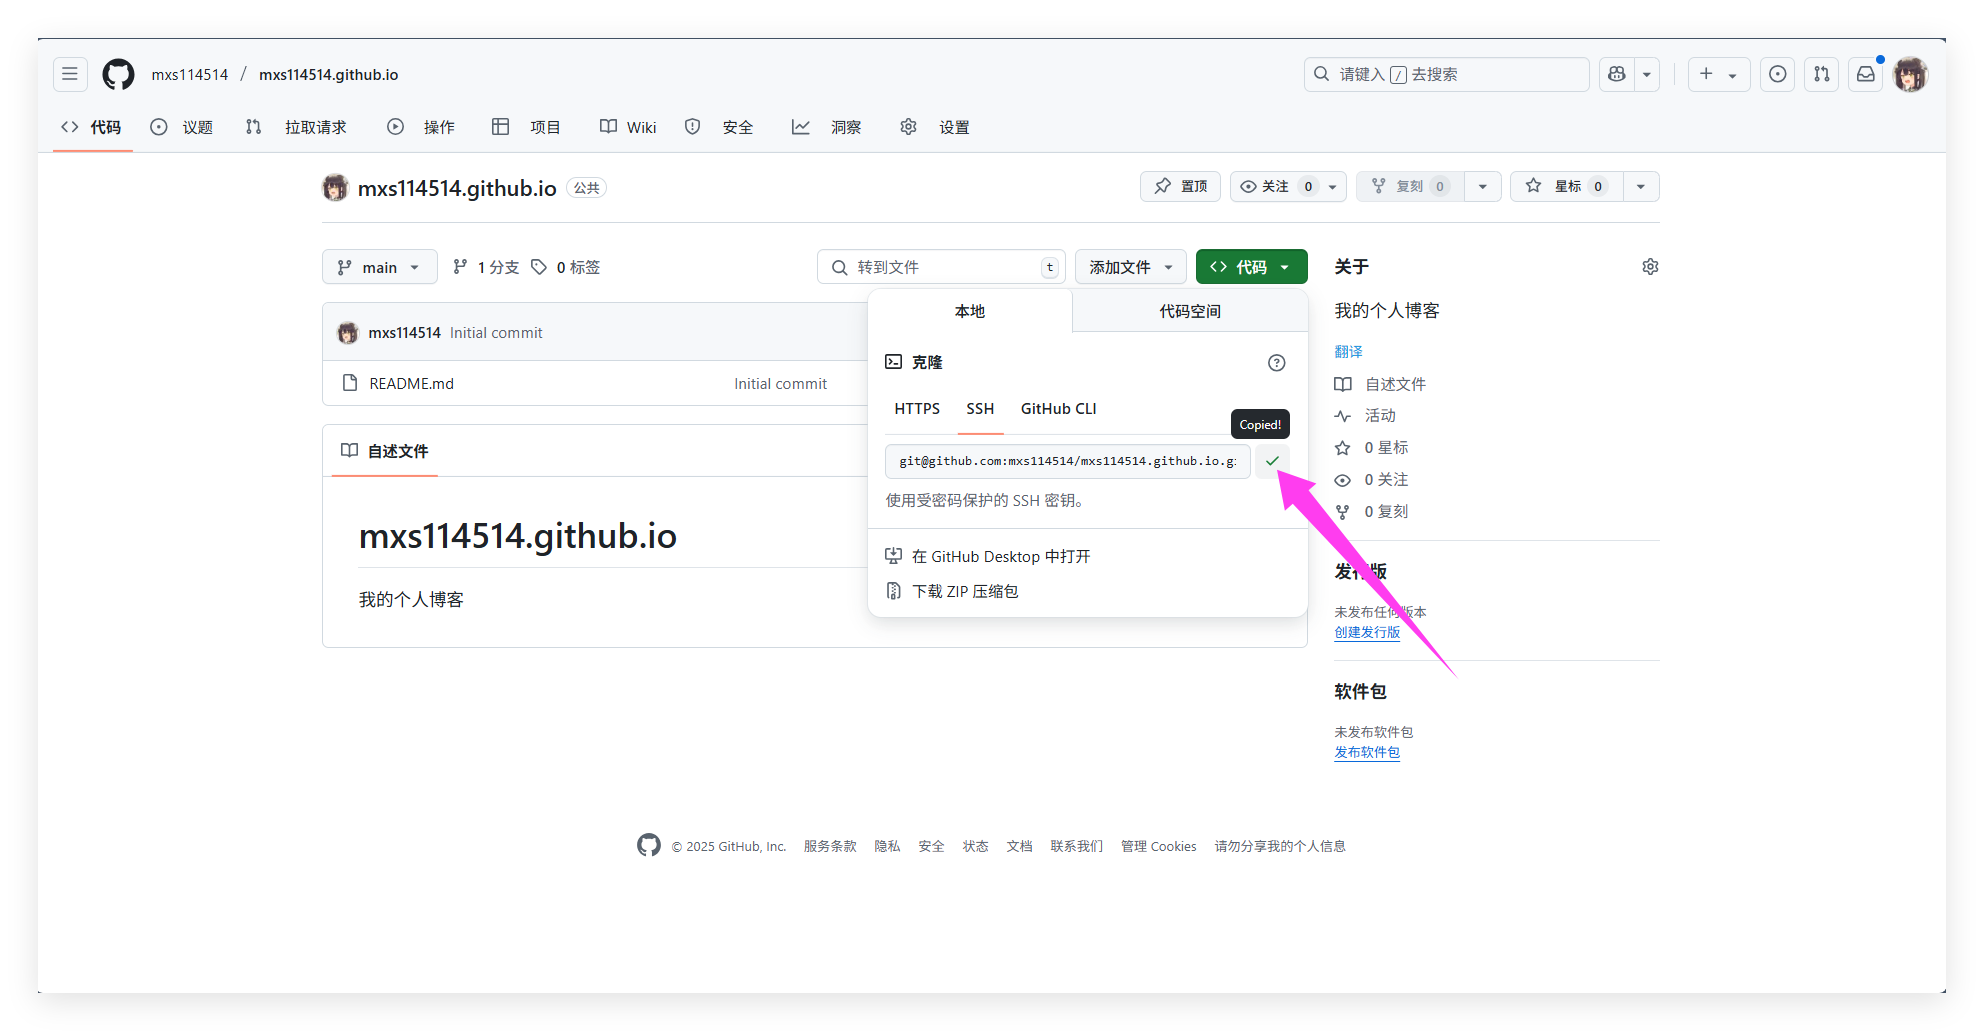 mxs114514 / mxs114514.github.io
请键入 / 去搜索
代码 议题 拉取请求 操作 项目 Wiki 安全 洞察 设置
mxs114514.github.io 公共
置顶 关注 0 复刻 0 星标 0
main 1 分支 0 标签
转到文件 t 添加文件 代码
mxs114514 Initial commit
README.md Initial commit
自述文件
mxs114514.github.io
我的个人博客
本地 代码空间
克隆
HTTPS SSH GitHub CLI
Copied!
git@github.com:mxs114514/mxs114514.github.io.g
使用受密码保护的 SSH 密钥。
在 GitHub Desktop 中打开
下载 ZIP 压缩包
关于
我的个人博客
翻译
自述文件
活动
0 星标
0 关注
0 复刻
发行版
未发布任何版本
创建发行版
软件包
未发布软件包
发布软件包
© 2025 GitHub, Inc. 服务条款 隐私 安全 状态 文档 联系我们 管理 Cookies 请勿分享我的个人信息